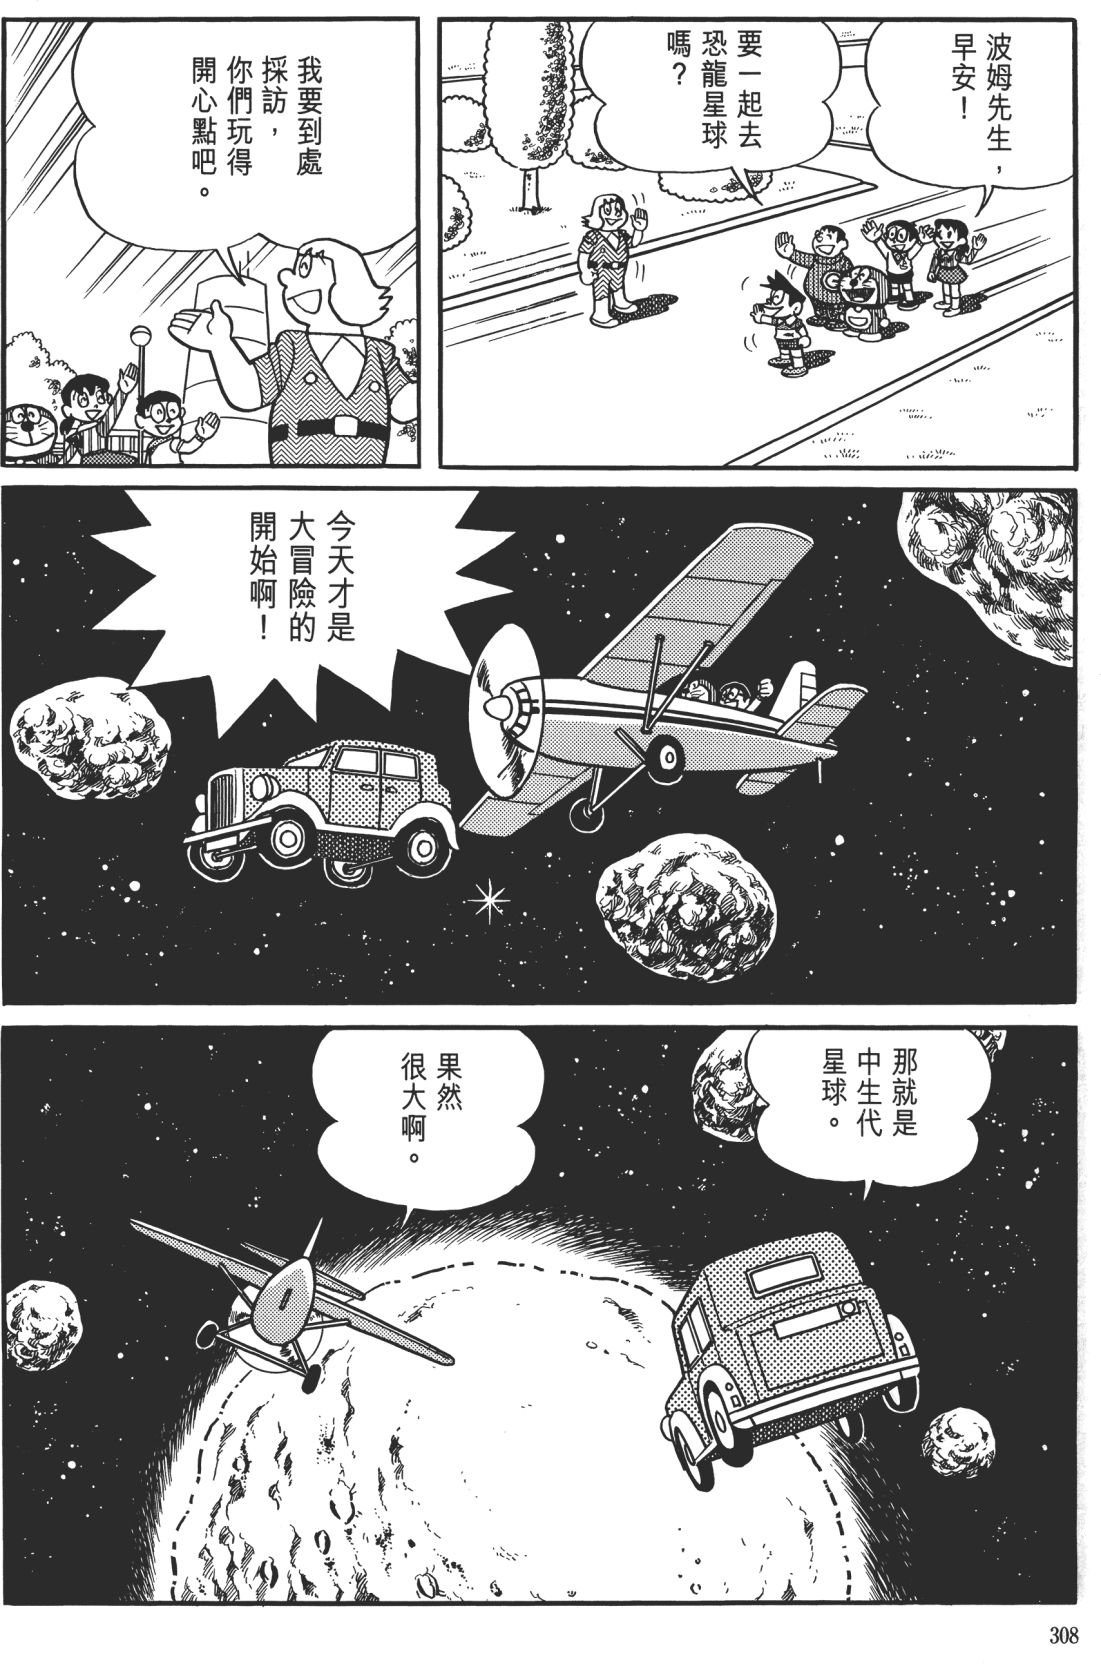 波姆先生，
早安！
要一起去
恐龍星球
嗎？
我要到處
採訪，
你們玩得
開心點吧。
今天才是
大冒險的
開始啊！
那就是
中生代
星球。
果然
很大啊。
308